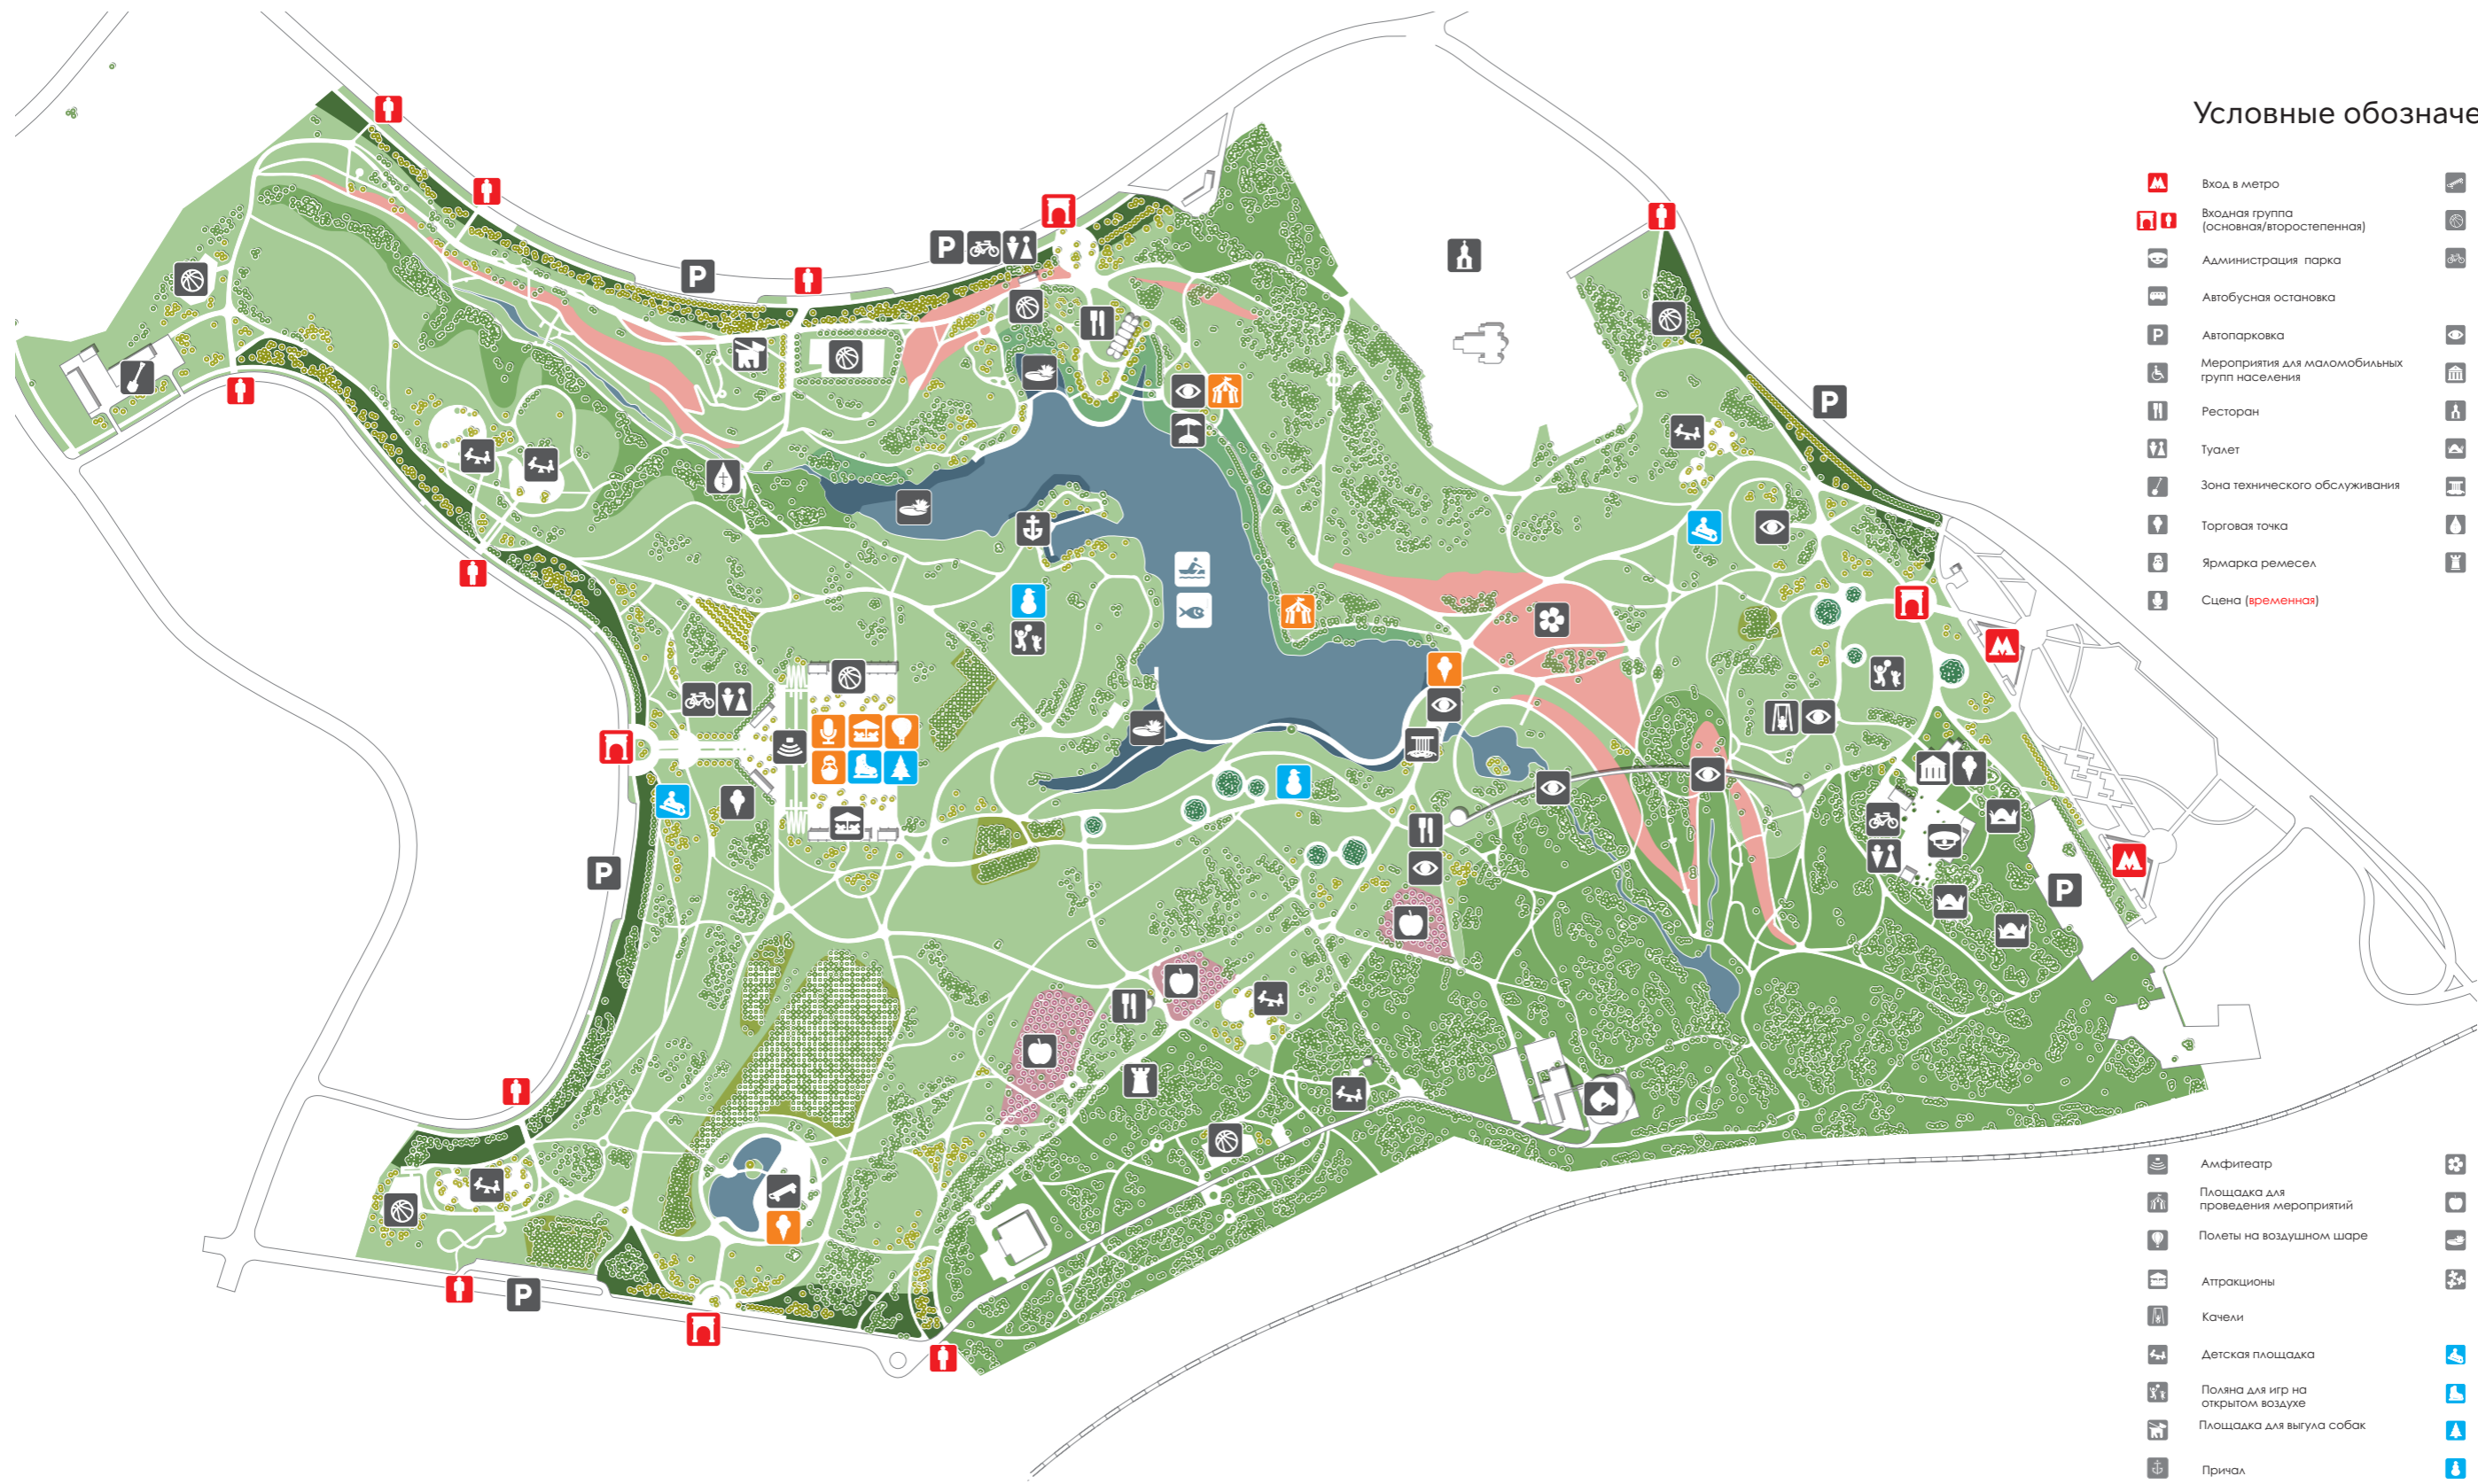 Условные обозначе
Вход в метро
Входная группа
(основная/второстепенная)
Администрация парка
Автобусная остановка
P
Автопарковка
Мероприятия для маломобильных
групп населения
Ресторан
Туалет
Зона технического обслуживания
Торговая точка
Ярмарка ремесел
Сцена (временная)
P
P
P
P
P
P
М
М
М
Амфитеатр
Площадка для
проведения мероприятий
Полеты на воздушном шаре
Аттракционы
Качели
Детская площадка
Поляна для игр на
открытом воздухе
Площадка для выгула собак
Причал